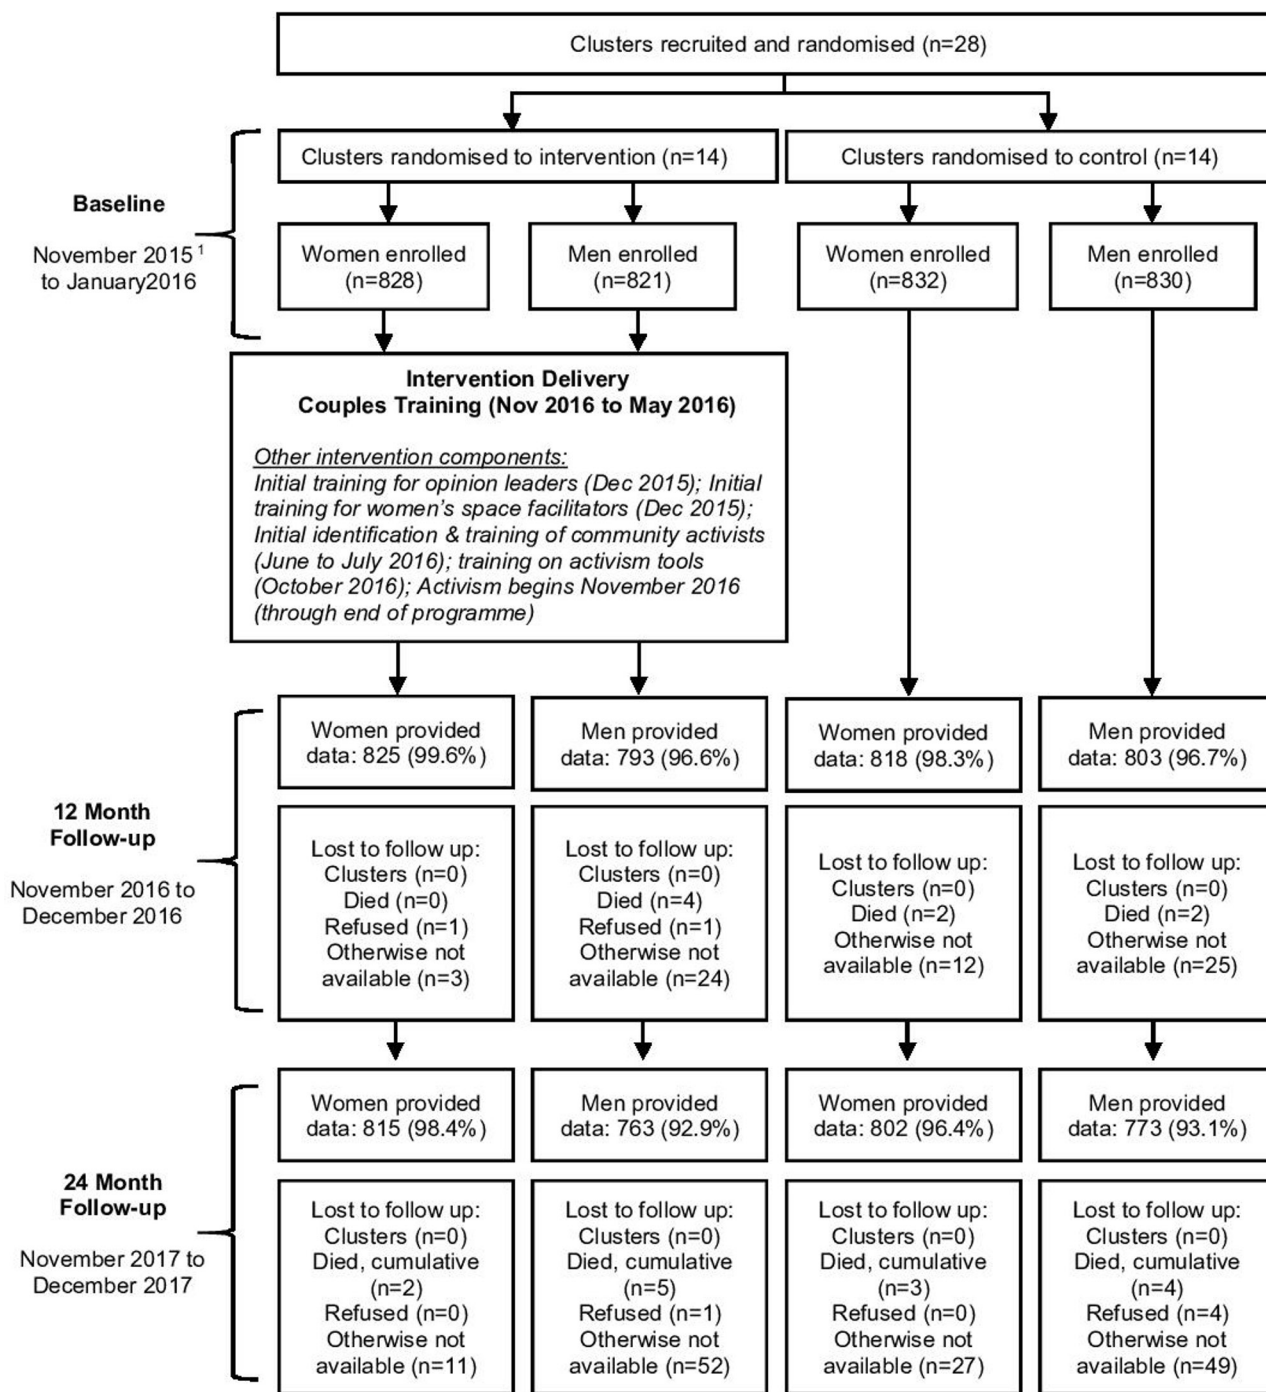 Clusters recruited and randomised (n=28)
Clusters randomised to intervention (n=14)
Clusters randomised to control (n=14)
Baseline
November 2015 1
to January2016
Women enrolled
(n=828)
Men enrolled
(n=821)
Women enrolled
(n=832)
Men enrolled
(n=830)
Intervention Delivery
Couples Training (Nov 2016 to May 2016)
Other intervention components:
Initial training for opinion leaders (Dec 2015); Initial
training for women's space facilitators (Dec 2015);
Initial identification & training of community activists
(June to July 2016); training on activism tools
(October 2016); Activism begins November 2016
(through end of programme)
12 Month
Follow-up
November 2016 to
December 2016
Women provided
data: 825 (99.6%)
Men provided
data: 793 (96.6%)
Women provided
data: 818 (98.3%)
Men provided
data: 803 (96.7%)
Lost to follow up:
Clusters (n=0)
Died (n=0)
Refused (n=1)
Otherwise not
available (n=3)
Lost to follow up:
Clusters (n=0)
Died (n=4)
Refused (n=1)
Otherwise not
available (n=24)
Lost to follow up:
Clusters (n=0)
Died (n=2)
Otherwise not
available (n=12)
Lost to follow up:
Clusters (n=0)
Died (n=2)
Otherwise not
available (n=25)
24 Month
Follow-up
November 2017 to
December 2017
Women provided
data: 815 (98.4%)
Men provided
data: 763 (92.9%)
Women provided
data: 802 (96.4%)
Men provided
data: 773 (93.1%)
Lost to follow up:
Clusters (n=0)
Died, cumulative
(n=2)
Refused (n=0)
Otherwise not
available (n=11)
Lost to follow up:
Clusters (n=0)
Died, cumulative
(n=5)
Refused (n=1)
Otherwise not
available (n=52)
Lost to follow up:
Clusters (n=0)
Died, cumulative
(n=3)
Refused (n=0)
Otherwise not
available (n=27)
Lost to follow up:
Clusters (n=0)
Died, cumulative
(n=4)
Refused (n=4)
Otherwise not
available (n=49)